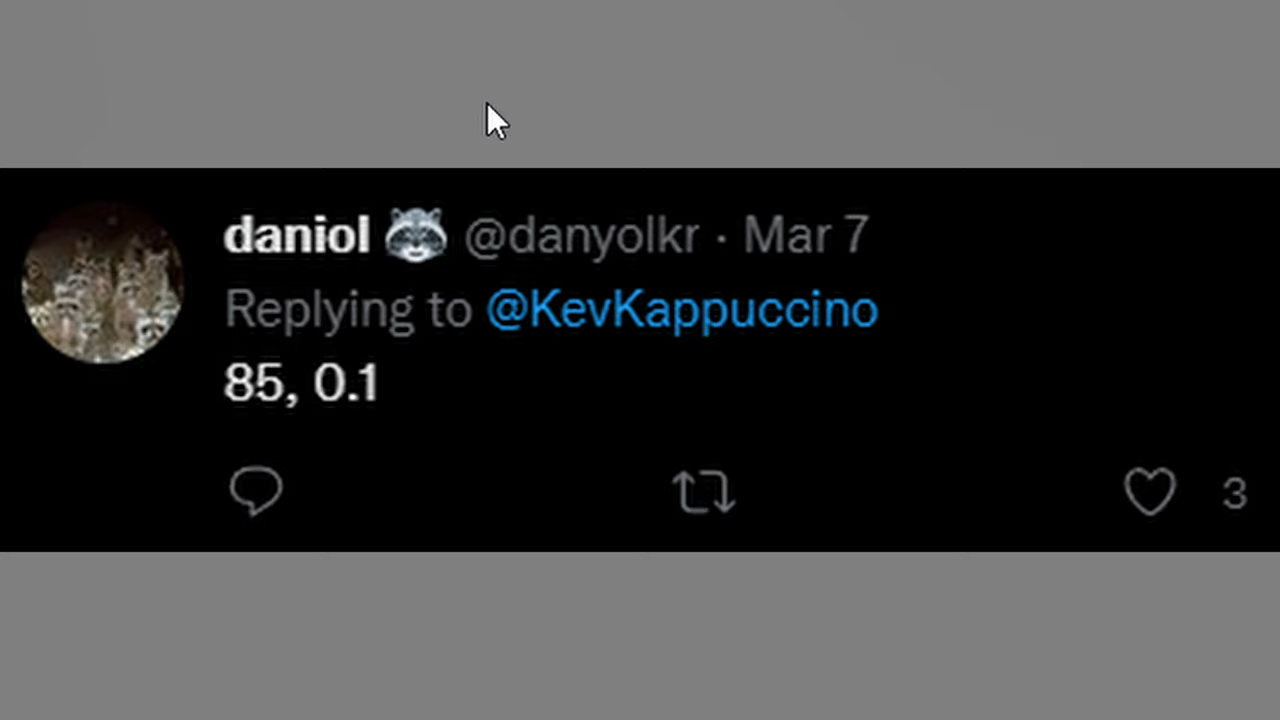 daniol 🦝 @danyolkr · Mar 7
Replying to @KevKappuccino
85, 0.1
3